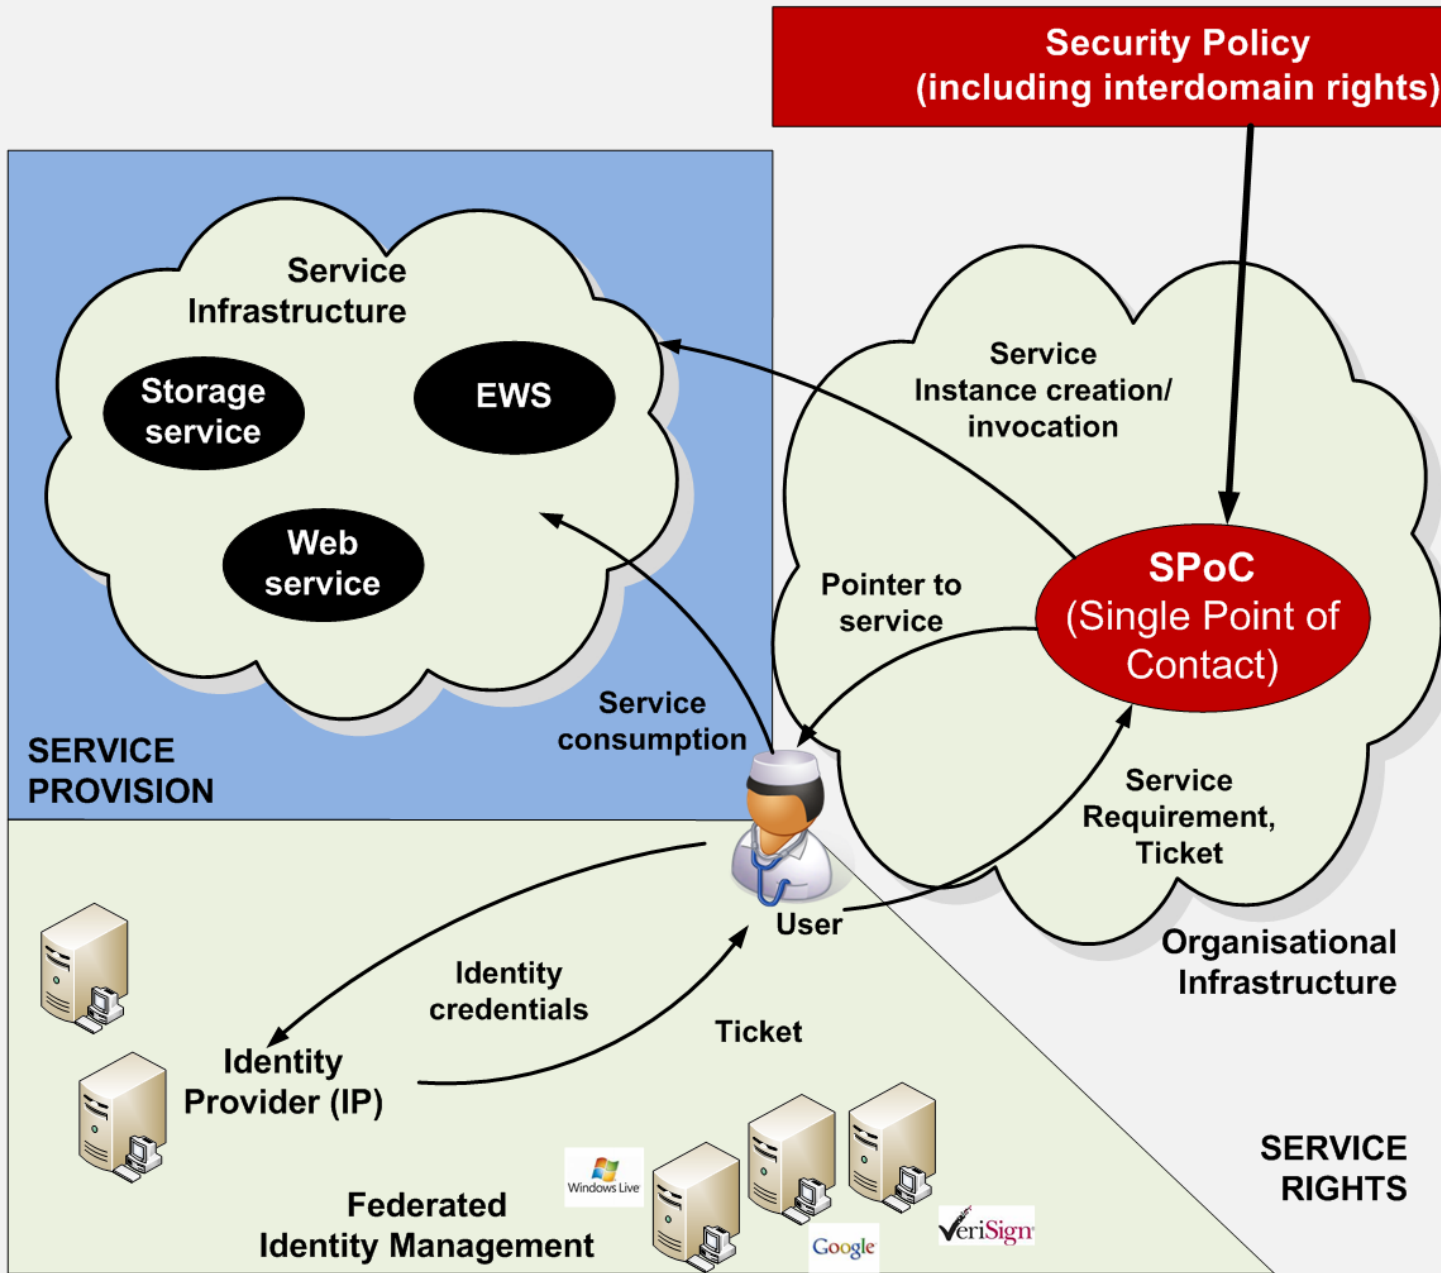 Security Policy
(including interdomain rights)
Service
Infrastructure
Storage
service
EWS
Web
service
Service
Instance creation/
invocation
SPoC
(Single Point of
Contact)
Pointer to
service
Service
consumption
SERVICE
PROVISION
Service
Requirement,
Ticket
User
Organisational
Infrastructure
Identity
credentials
Ticket
Identity
Provider (IP)
SERVICE
RIGHTS
Federated
Identity Management
Windows Live
Google
VeriSign